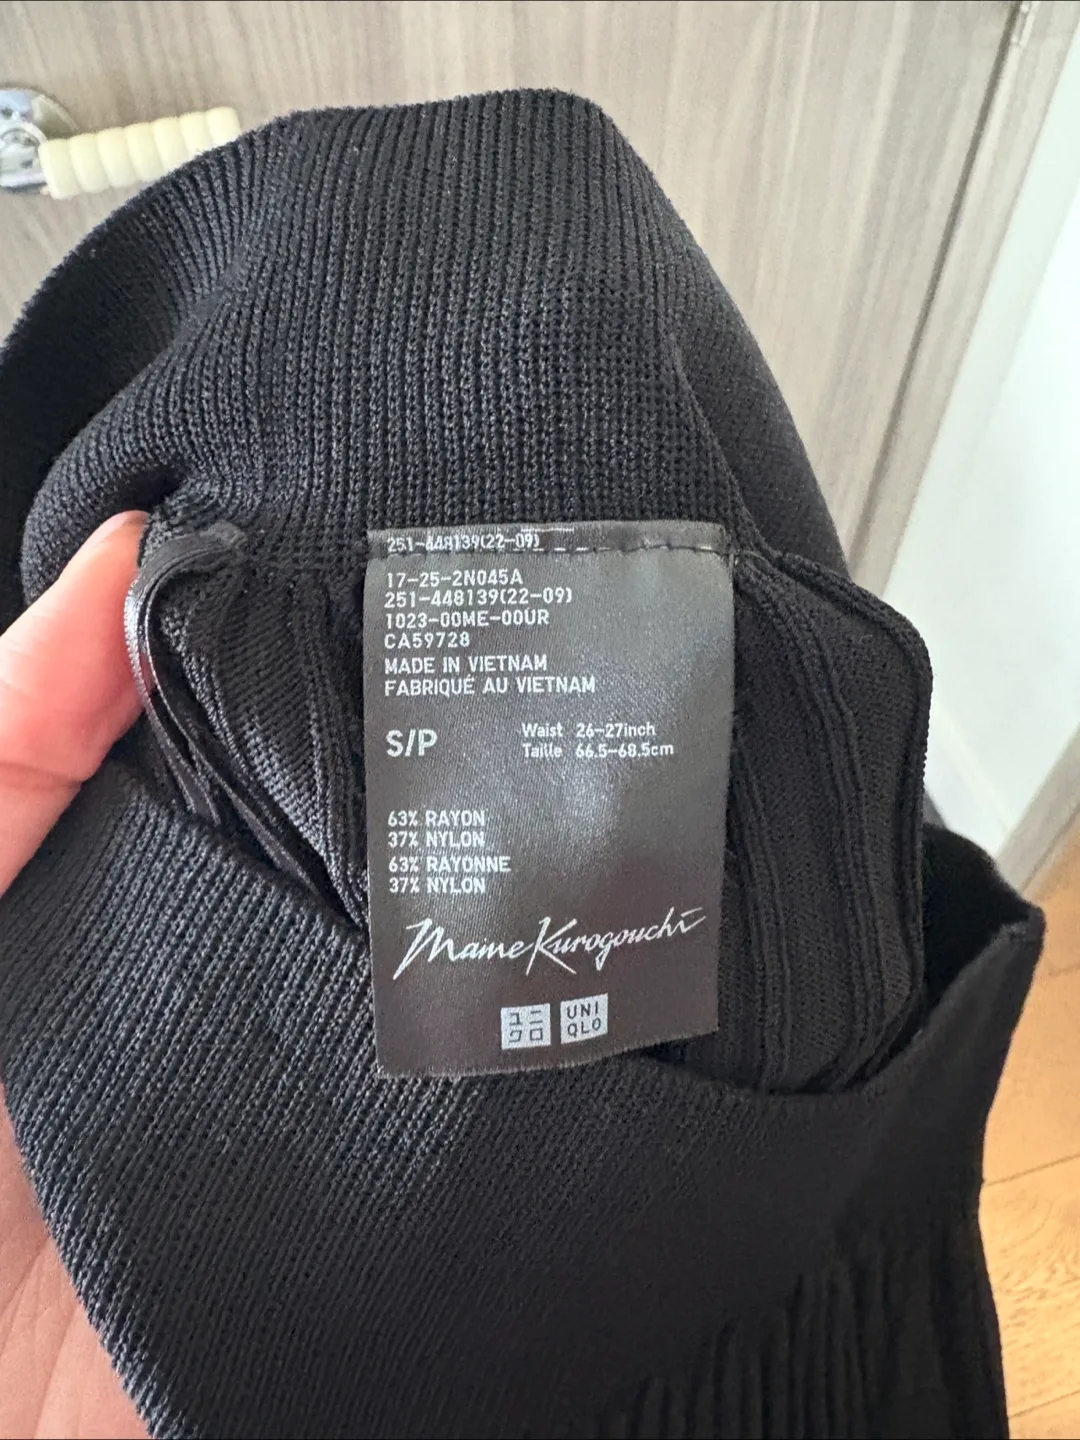 251-448139(22-09)
17-25-2N045A
251-448139(22-09)
1023-00ME-00UR
CA59728
MADE IN VIETNAM
FABRIQUÉ AU VIETNAM
S/P
Waist 26-27inch
Taille 66.5-68.5cm
63% RAYON
37% NYLON
63% RAYONNE
37% NYLON
Mame Kurogouchi
ユニ
クロ
UNI
QLO